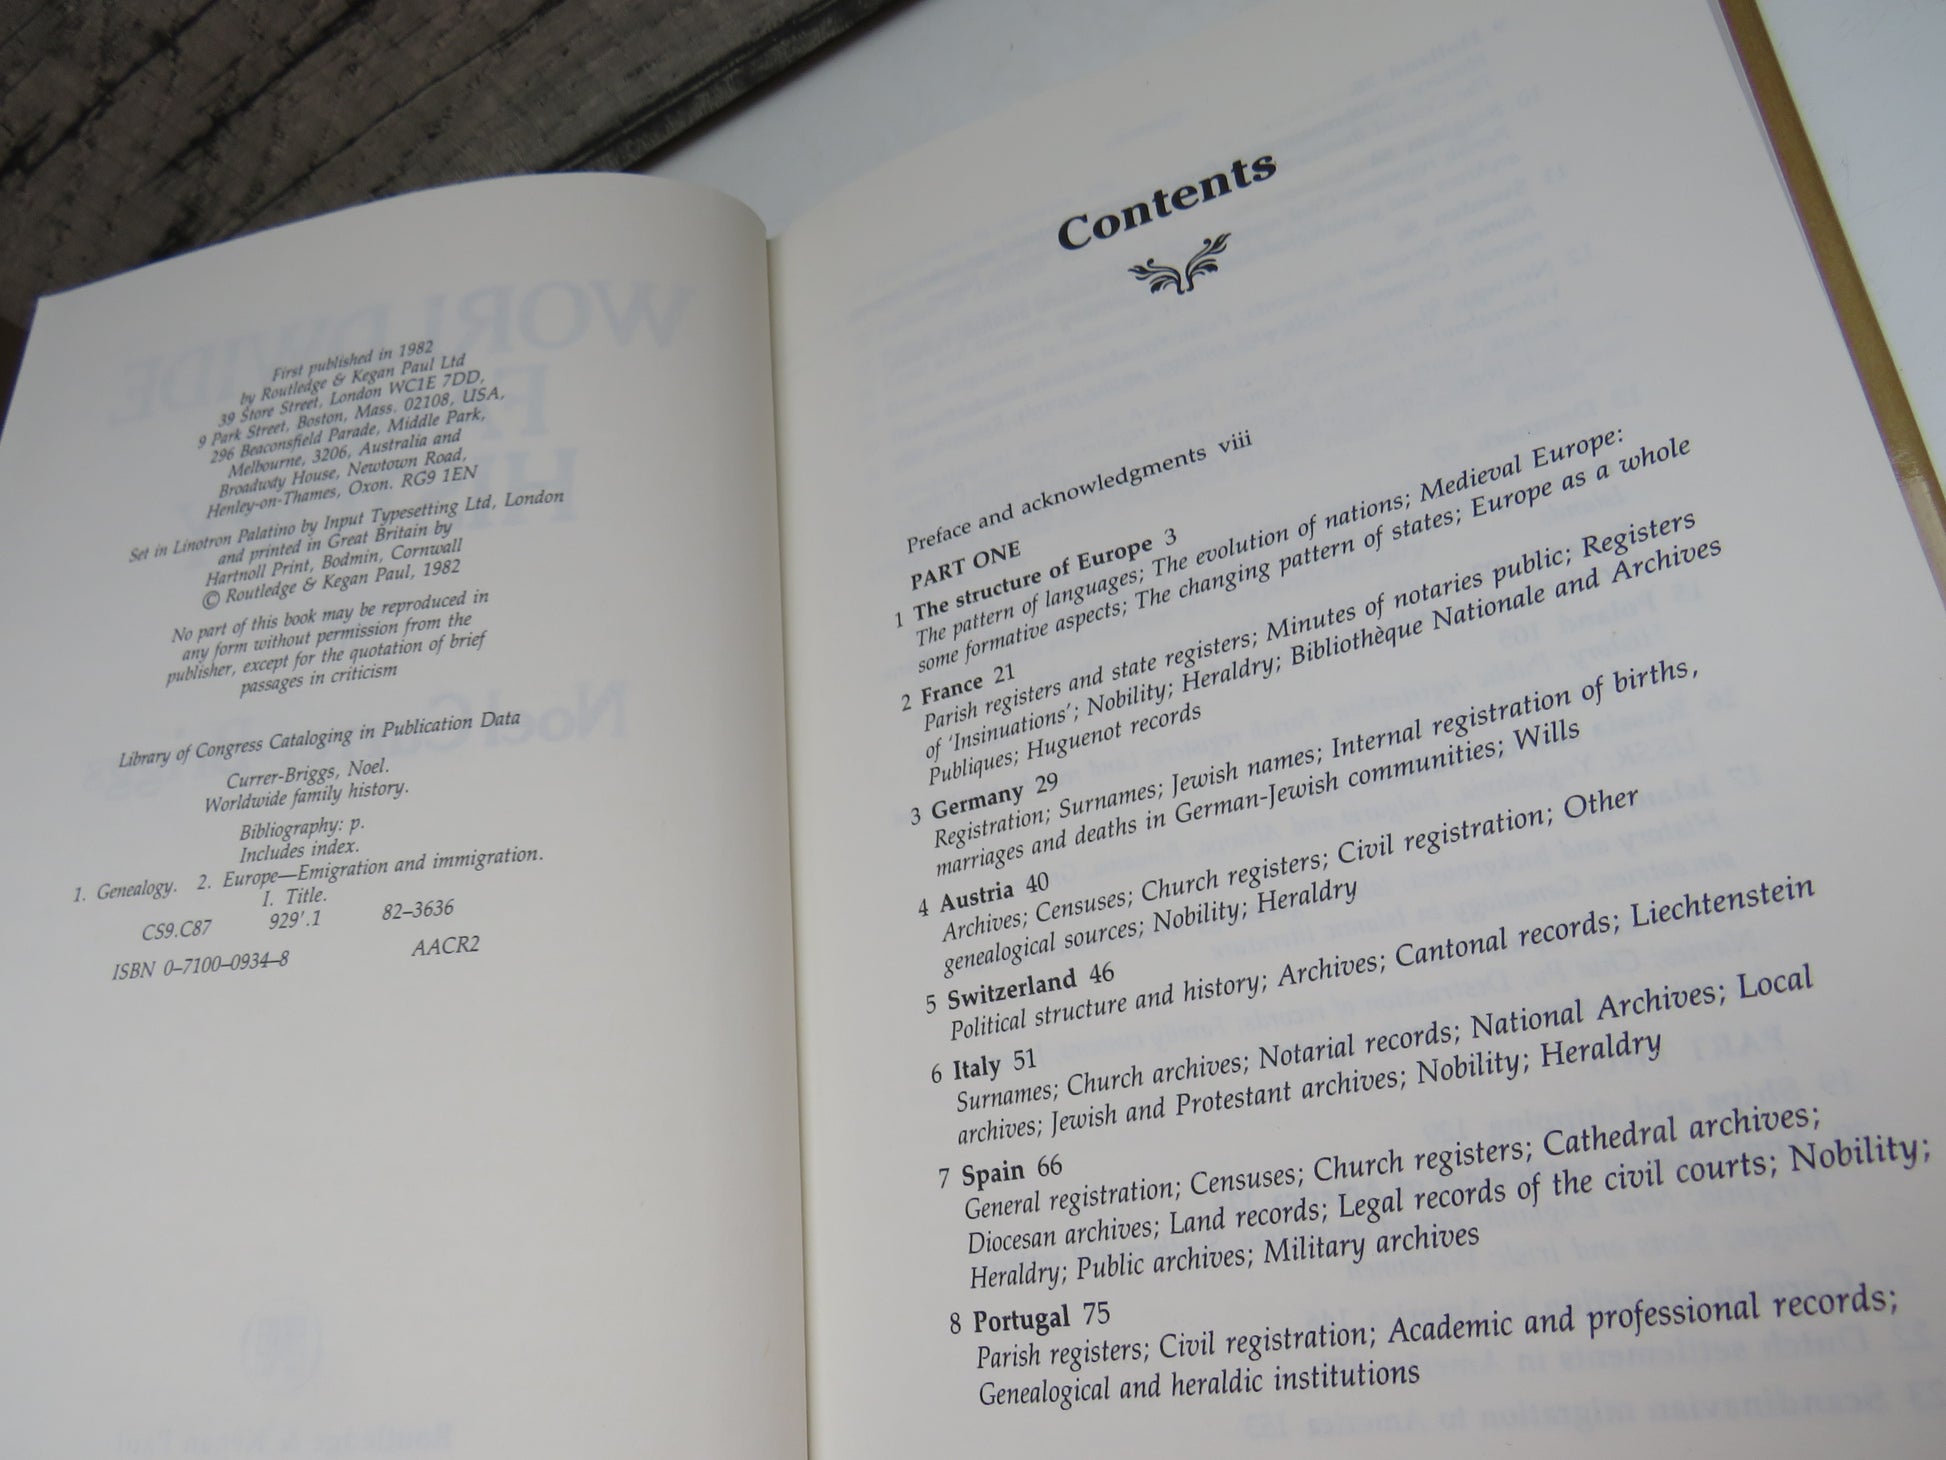 First published in 1982
by Routledge & Kegan Paul Ltd
39 Store Street, London WC1E 7DD,
9 Park Street, Boston, Mass. 02108, USA,
296 Beaconsfield Parade, Middle Park,
Melbourne, 3206, Australia and
Broadway House, Newtown Road,
Henley-on-Thames, Oxon. RG9 1EN
Set in Linotron Palatino by Input Typesetting Ltd, London
and printed in Great Britain by
Hartnoll Print, Bodmin, Cornwall
© Routledge & Kegan Paul, 1982
No part of this book may be reproduced in
any form without permission from the
publisher, except for the quotation of brief
passages in criticism
Library of Congress Cataloging in Publication Data
Currer-Briggs, Noel.
Worldwide family history.
Bibliography: p.
Includes index.
1. Genealogy. 2. Europe—Emigration and immigration.
I. Title.
CS9.C87 929'.1 82–3636
ISBN 0–7100–0934–8 AACR2
Contents
Preface and acknowledgments viii
PART ONE
1 The structure of Europe 3
The pattern of languages; The evolution of nations; Medieval Europe:
some formative aspects; The changing pattern of states; Europe as a whole
2 France 21
Parish registers and state registers; Minutes of notaries public; Registers
of 'Insinuations'; Nobility; Heraldry; Bibliothèque Nationale and Archives
Publiques; Huguenot records
3 Germany 29
Registration; Surnames; Jewish names; Internal registration of births,
marriages and deaths in German-Jewish communities; Wills
4 Austria 40
Archives; Censuses; Church registers; Civil registration; Other
genealogical sources; Nobility; Heraldry
5 Switzerland 46
Political structure and history; Archives; Cantonal records; Liechtenstein
6 Italy 51
Surnames; Church archives; Notarial records; National Archives; Local
archives; Jewish and Protestant archives; Nobility; Heraldry
7 Spain 66
General registration; Censuses; Church registers; Cathedral archives;
Diocesan archives; Land records; Legal records of the civil courts; Nobility;
Heraldry; Public archives; Military archives
8 Portugal 75
Parish registers; Civil registration; Academic and professional records;
Genealogical and heraldic institutions